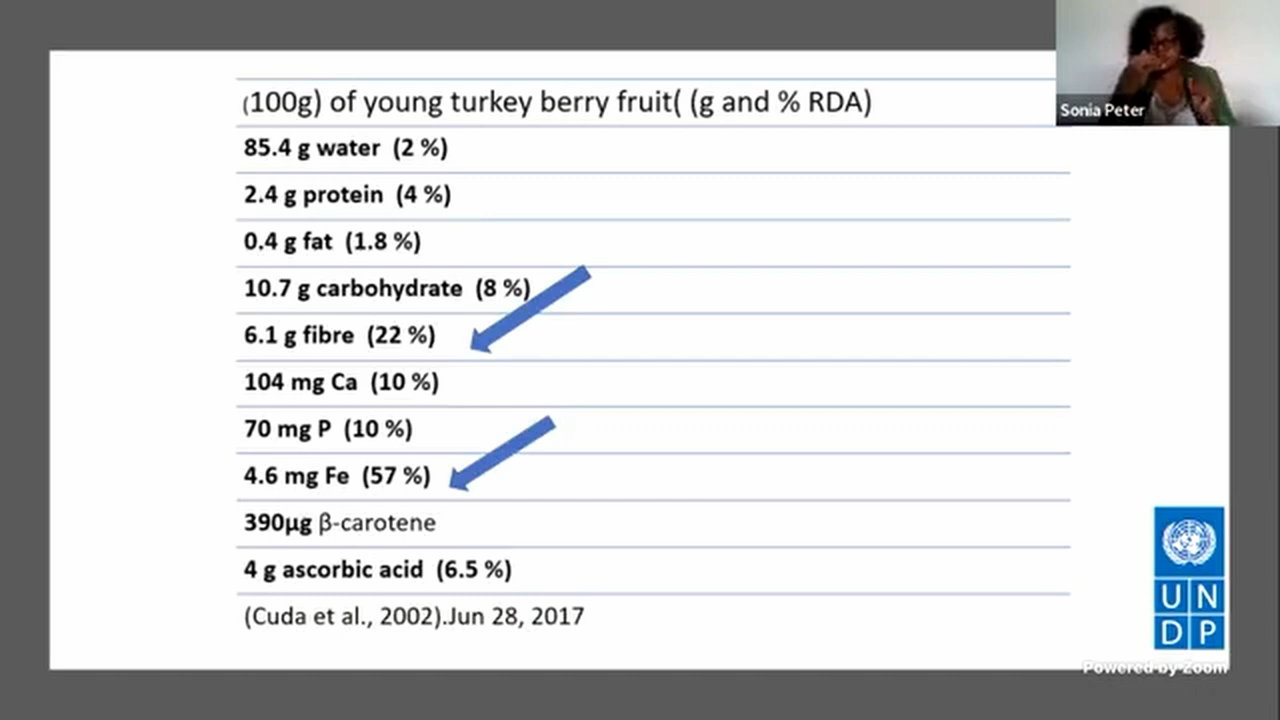 (100g) of young turkey berry fruit( (g and % RDA)
85.4 g water (2 %)
2.4 g protein (4 %)
0.4 g fat (1.8 %)
10.7 g carbohydrate (8 %)
6.1 g fibre (22 %)
104 mg Ca (10 %)
70 mg P (10 %)
4.6 mg Fe (57 %)
390µg β-carotene
4 g ascorbic acid (6.5 %)
(Cuda et al., 2002).Jun 28, 2017
Sonia Peter
U N
D P
Powered by Zoom